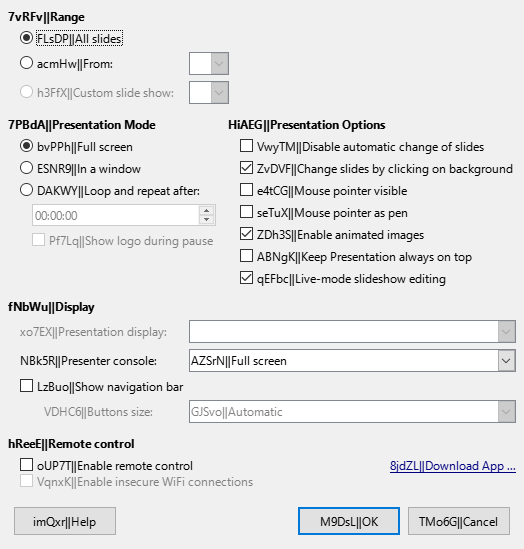 7vRFv||Range
FLsDP||All slides
acmHw||From:
h3FfX||Custom slide show:
7PBdA||Presentation Mode
bvPPh||Full screen
ESNR9||In a window
DAKWY||Loop and repeat after:
00:00:00
Pf7Lq||Show logo during pause
HiAEG||Presentation Options
VwyTM||Disable automatic change of slides
ZvDVF||Change slides by clicking on background
e4tCG||Mouse pointer visible
seTuX||Mouse pointer as pen
ZDh3S||Enable animated images
ABNgK||Keep Presentation always on top
qEFbc||Live-mode slideshow editing
fNbWu||Display
xo7EX||Presentation display:
NBk5R||Presenter console:
AZSrN||Full screen
LzBuo||Show navigation bar
VDHC6||Buttons size:
GJSvo||Automatic
hReeE||Remote control
oUP7T||Enable remote control
8jdZL||Download App ...
VqnxK||Enable insecure WiFi connections
imQxr||Help
M9DsL||OK
TMo6G||Cancel